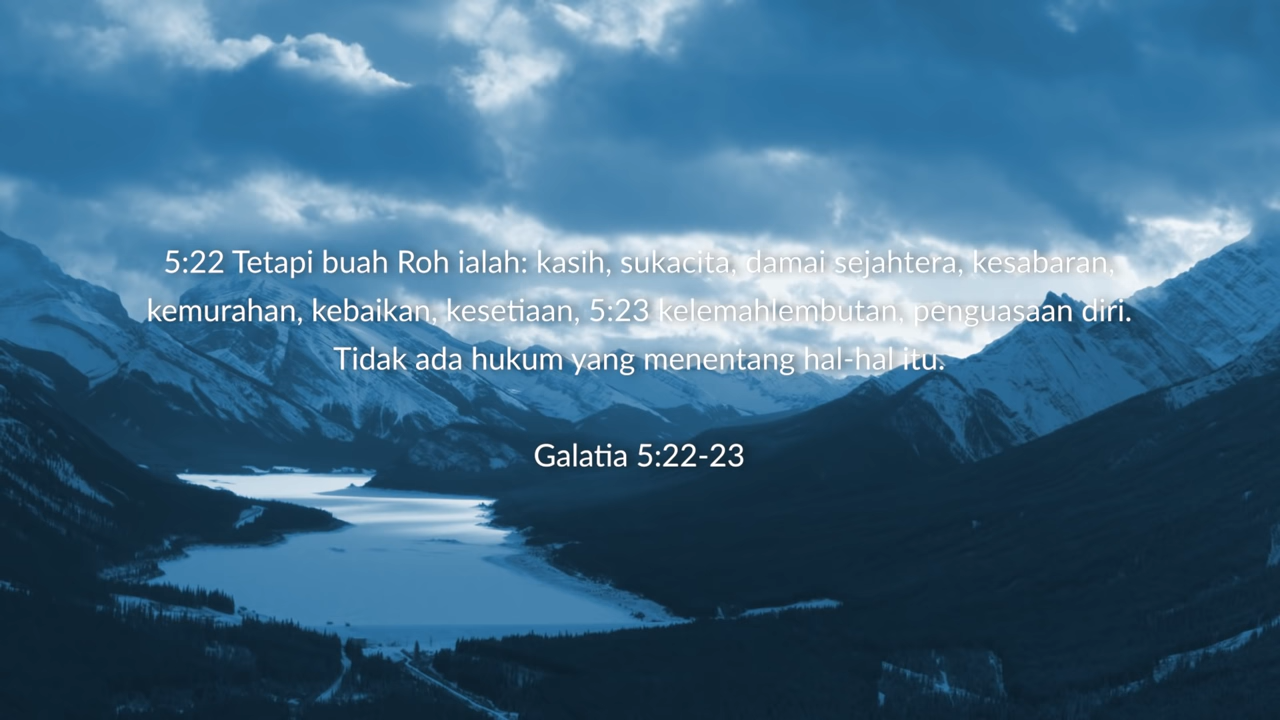 5:22 Tetapi buah Roh ialah: kasih, sukacita, damai sejahtera, kesabaran,
kemurahan, kebaikan, kesetiaan, 5:23 kelemahlembutan, penguasaan diri.
Tidak ada hukum yang menentang hal-hal itu.
Galatia 5:22-23